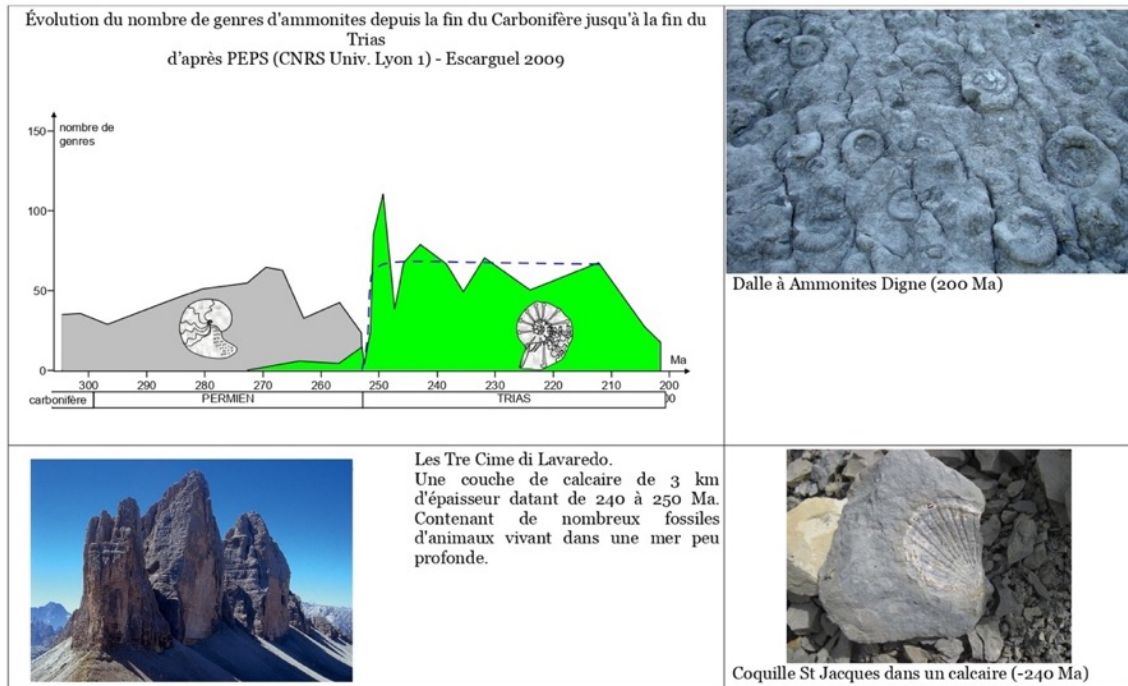 Évolution du nombre de genres d'ammonites depuis la fin du Carbonifère jusqu'à la fin du
Trias
d'après PEPS (CNRS Univ. Lyon 1) - Escarguel 2009
150
nombre de
genres
100
50
0
Ma
300 290 280 270 260 250 240 230 220 210 200
00
carbonifère PERMIEN TRIAS
Dalle à Ammonites Digne (200 Ma)
Les Tre Cime di Lavaredo.
Une couche de calcaire de 3 km
d'épaisseur datant de 240 à 250 Ma.
Contenant de nombreux fossiles
d'animaux vivant dans une mer peu
profonde.
Coquille St Jacques dans un calcaire (-240 Ma)